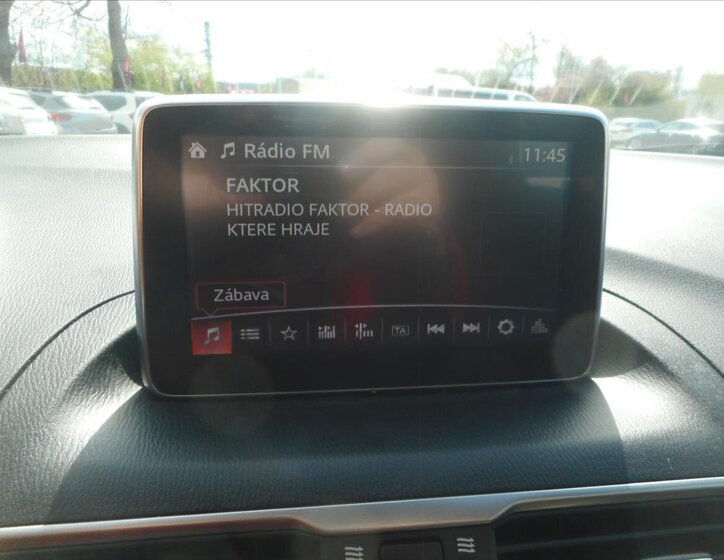 Rádio FM 11:45
FAKTOR
HITRADIO FAKTOR - RADIO
KTERE HRAJE
Zábava
TA